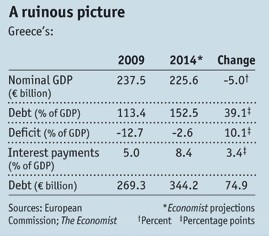 A ruinous picture
Greece's:
2009 2014* Change
Nominal GDP 237.5 225.6 -5.0†
(€ billion)
Debt (% of GDP) 113.4 152.5 39.1‡
Deficit (% of GDP) -12.7 -2.6 10.1‡
Interest payments 5.0 8.4 3.4‡
(% of GDP)
Debt (€ billion) 269.3 344.2 74.9
Sources: European *Economist projections
Commission; The Economist †Percent ‡Percentage points